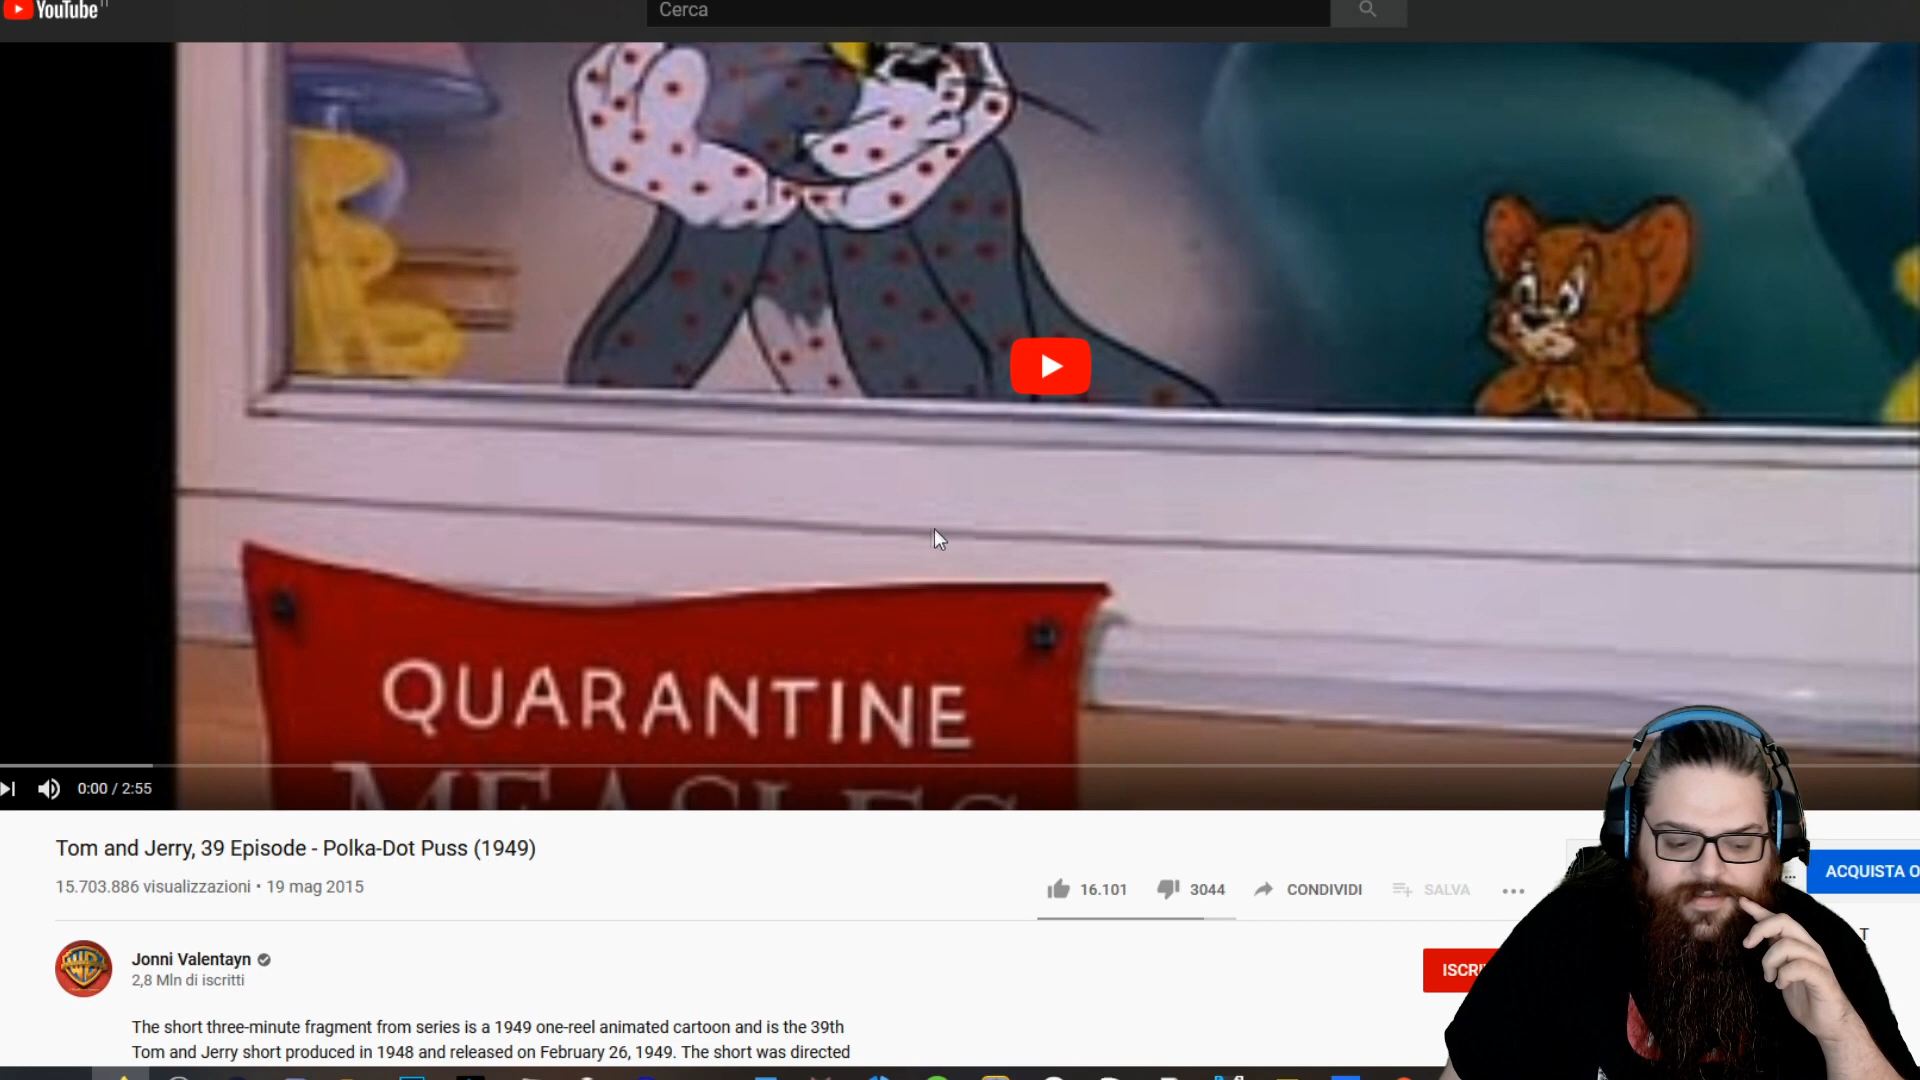 YouTube
IT
Cerca
QUARANTINE
MEASLES
0:00 / 2:55
Tom and Jerry, 39 Episode - Polka-Dot Puss (1949)
15.703.886 visualizzazioni • 19 mag 2015
16.101 3044 CONDIVIDI SALVA
ACQUISTA O
Jonni Valentayn
2,8 Mln di iscritti
ISCRI
The short three-minute fragment from series is a 1949 one-reel animated cartoon and is the 39th
Tom and Jerry short produced in 1948 and released on February 26, 1949. The short was directed